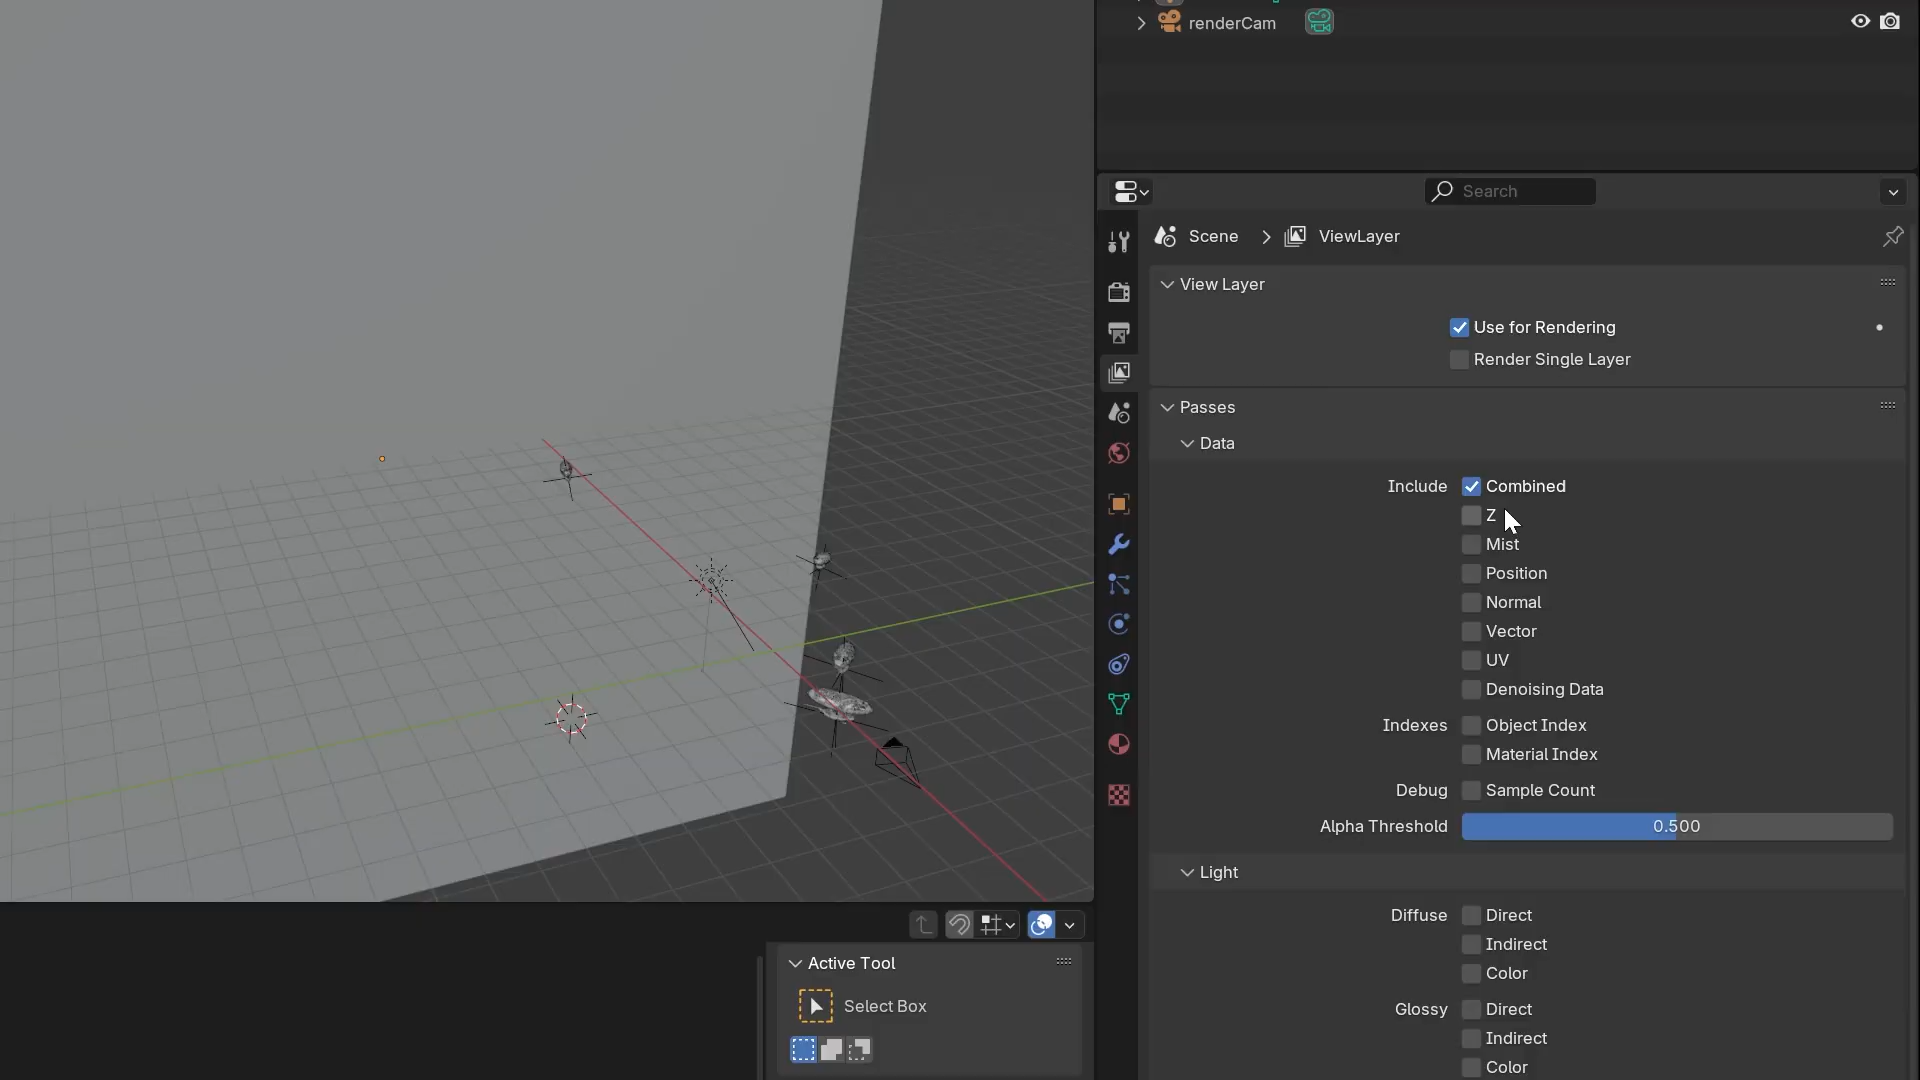 renderCam
Search
Scene
ViewLayer
View Layer
Use for Rendering
Render Single Layer
Passes
Data
Include
Combined
Z
Mist
Position
Normal
Vector
UV
Denoising Data
Indexes
Object Index
Material Index
Debug
Sample Count
Alpha Threshold
0.500
Light
Diffuse
Direct
Indirect
Color
Glossy
Direct
Indirect
Color
Active Tool
Select Box